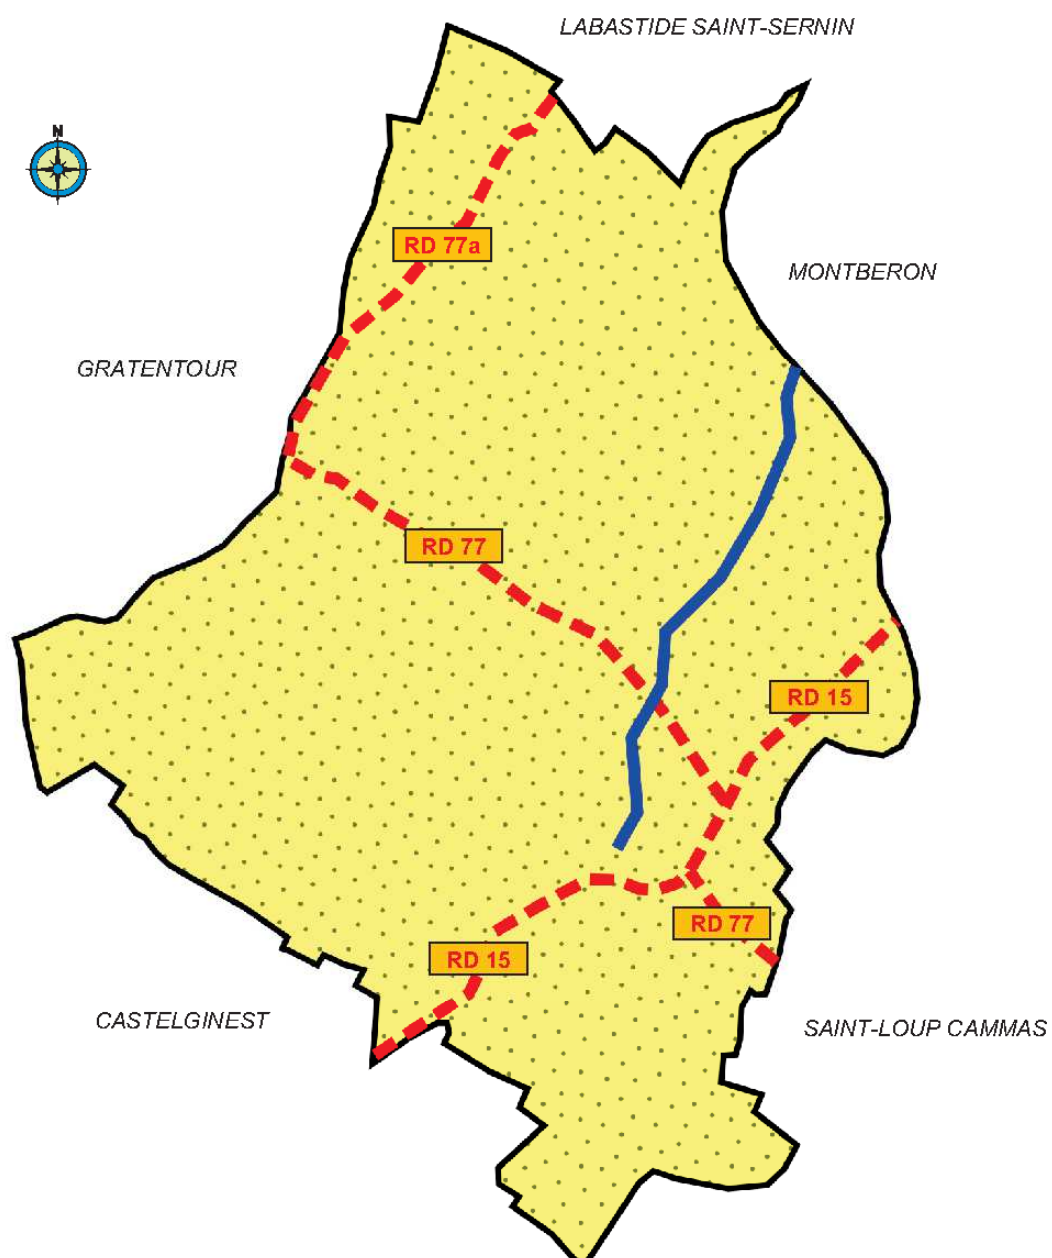 LABASTIDE SAINT-SERNIN
N
RD 77a
MONTBERON
GRATENTOUR
RD 77
RD 15
RD 77
RD 15
CASTELGINEST
SAINT-LOUP CAMMAS